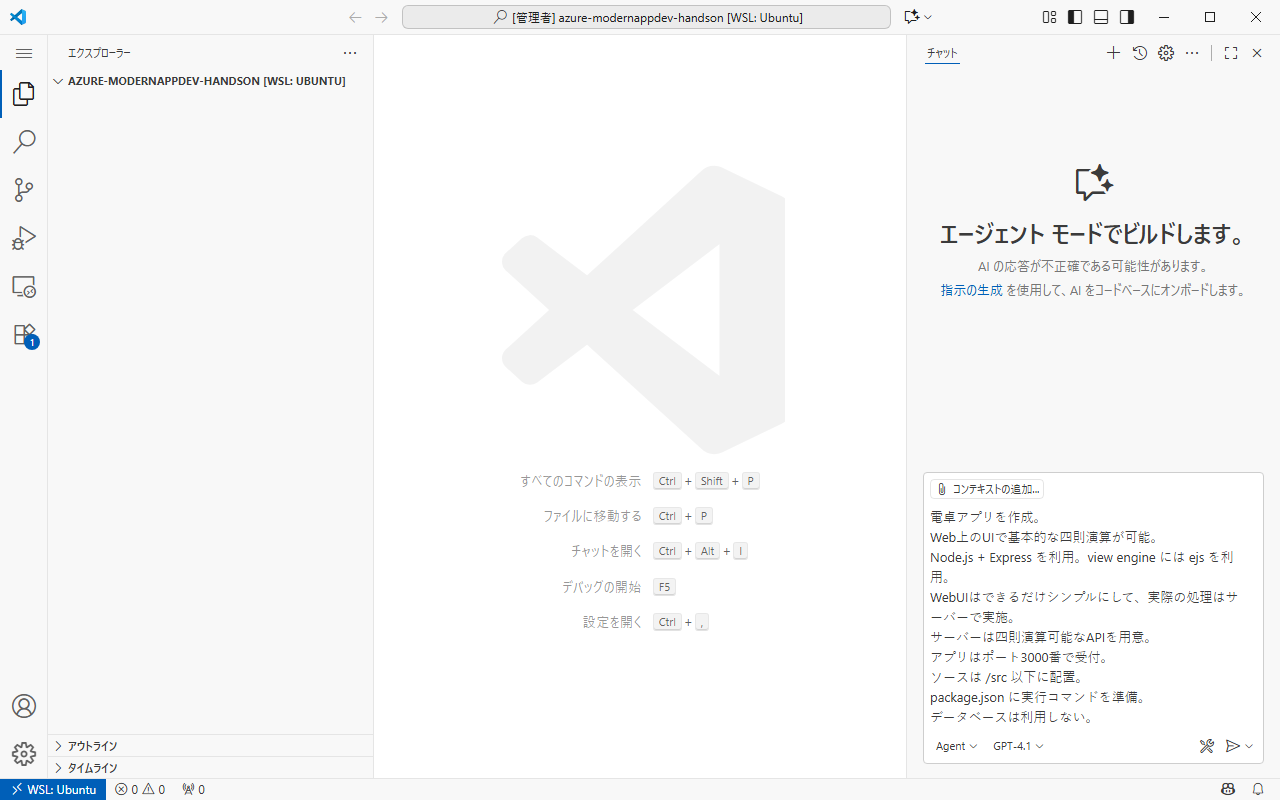 [管理者] azure-modernappdev-handson [WSL: Ubuntu]
エクスプローラー
AZURE-MODERNAPPDEV-HANDSON [WSL: UBUNTU]
1
アウトライン
タイムライン
すべてのコマンドの表示 Ctrl + Shift + P
ファイルに移動する Ctrl + P
チャットを開く Ctrl + Alt + I
デバッグの開始 F5
設定を開く Ctrl + ,
チャット
エージェント モードでビルドします。
AI の応答が不正確である可能性があります。
指示の生成 を使用して、AI をコードベースにオンボードします。
コンテキストの追加...
電卓アプリを作成。
Web上のUIで基本的な四則演算が可能。
Node.js + Express を利用。view engine には ejs を利
用。
WebUIはできるだけシンプルにして、実際の処理はサ
ーバーで実施。
サーバーは四則演算可能なAPIを用意。
アプリはポート3000番で受付。
ソースは /src 以下に配置。
package.json に実行コマンドを準備。
データベースは利用しない。
Agent GPT-4.1
WSL: Ubuntu 0 0 0